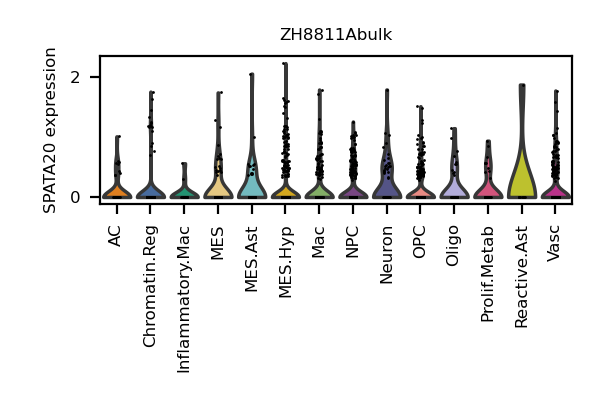 ZH8811Abulk
SPATA20 expression
2
0
AC
Chromatin.Reg
Inflammatory.Mac
MES
MES.Ast
MES.Hyp
Mac
NPC
Neuron
OPC
Oligo
Prolif.Metab
Reactive.Ast
Vasc